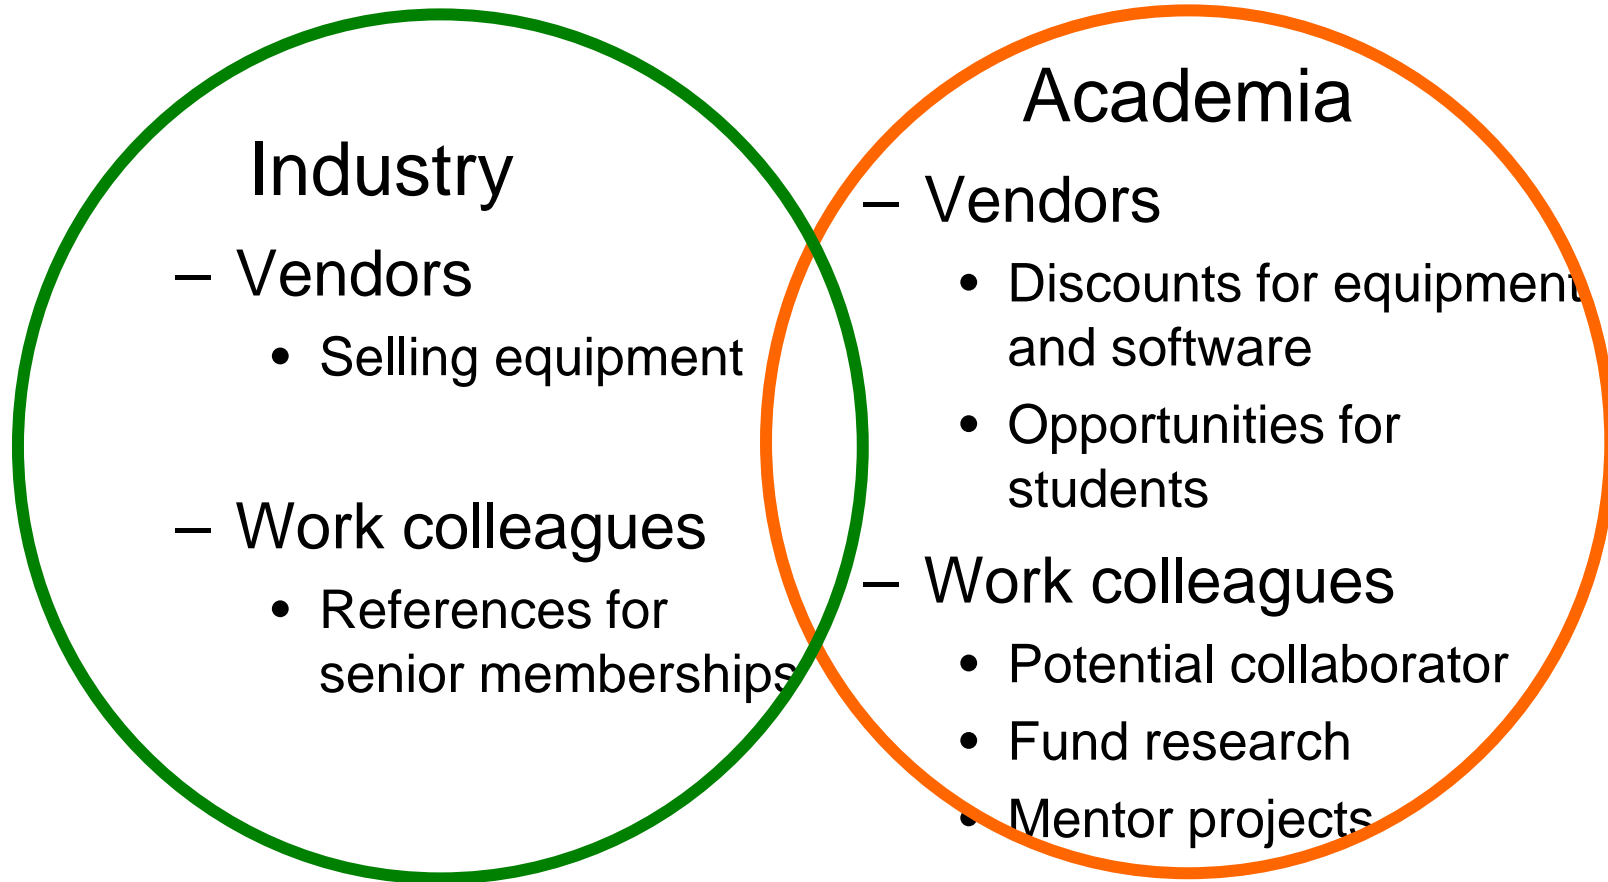 Industry
– Vendors
• Selling equipment
– Work colleagues
• References for
senior memberships
Academia
– Vendors
• Discounts for equipment
and software
• Opportunities for
students
– Work colleagues
• Potential collaborator
• Fund research
• Mentor projects